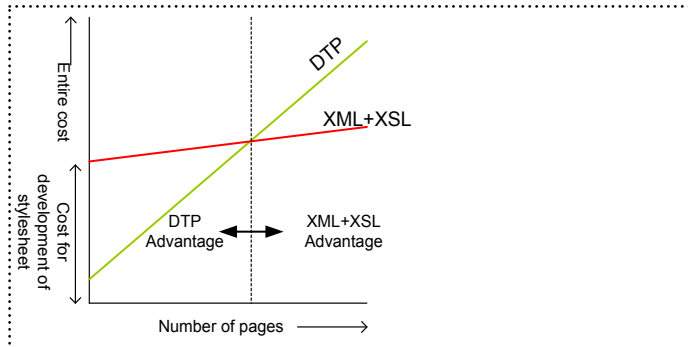 Entire cost
DTP
XML+XSL
Cost for
development of
stylesheet
DTP
Advantage
XML+XSL
Advantage
Number of pages